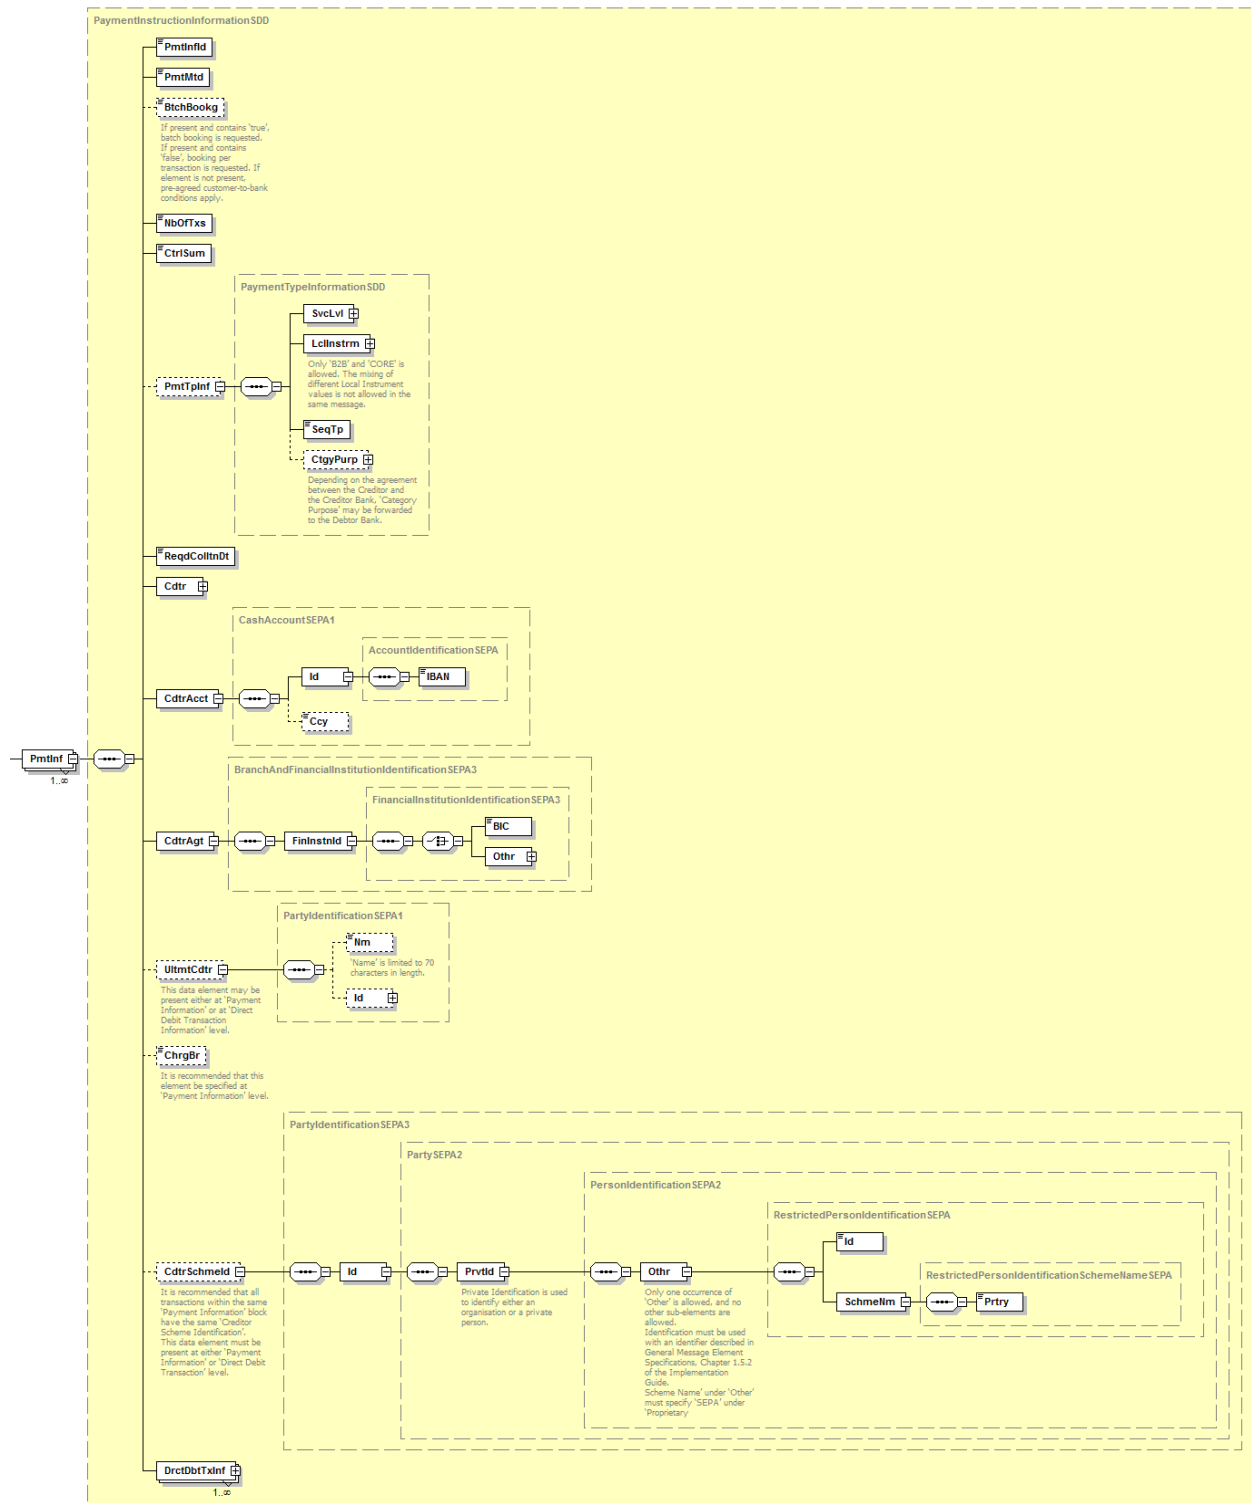 PaymentInstructionInformationSDD
PmtInfId
PmtMtd
BtchBookg
If present and contains 'true',
batch booking is requested.
If present and contains
'false', booking per
transaction is requested. If
element is not present,
pre-agreed customer-to-bank
conditions apply.
NbOfTxs
CtrlSum
PaymentTypeInformationSDD
SvcLvl
LclInstrm
Only 'B2B' and 'CORE' is
allowed. The mixing of
different Local Instrument
values is not allowed in the
same message.
PmtTpInf
SeqTp
CtgyPurp
Depending on the agreement
between the Creditor and
the Creditor Bank, 'Category
Purpose' may be forwarded
to the Debtor Bank.
ReqdColltnDt
Cdtr
CashAccountSEPA1
AccountIdentificationSEPA
Id
IBAN
CdtrAcct
Ccy
PmtInf
1..∞
BranchAndFinancialInstitutionIdentificationSEPA3
FinancialInstitutionIdentificationSEPA3
BIC
CdtrAgt
FinInstnId
Othr
PartyIdentificationSEPA1
Nm
'Name' is limited to 70
characters in length.
UltmtCdtr
Id
This data element may be
present either at 'Payment
Information' or at 'Direct
Debit Transaction
Information' level.
ChrgBr
It is recommended that this
element be specified at
'Payment Information' level.
PartyIdentificationSEPA3
PartySEPA2
PersonIdentificationSEPA2
RestrictedPersonIdentificationSEPA
Id
CdtrSchmeId
Id
PrvtId
Othr
RestrictedPersonIdentificationSchemeNameSEPA
SchmeNm
Prtry
It is recommended that all
transactions within the same
'Payment Information' block
have the same 'Creditor
Scheme Identification'.
This data element must be
present at either 'Payment
Information' or 'Direct Debit
Transaction' level.
Private Identification is used
to identify either an
organisation or a private
person.
Only one occurrence of
'Other' is allowed, and no
other sub-elements are
allowed.
Identification must be used
with an identifier described in
General Message Element
Specifications, Chapter 1.5.2
of the Implementation
Guide.
Scheme Name' under 'Other'
must specify 'SEPA' under
'Proprietary
DrctDbtTxInf
1..∞